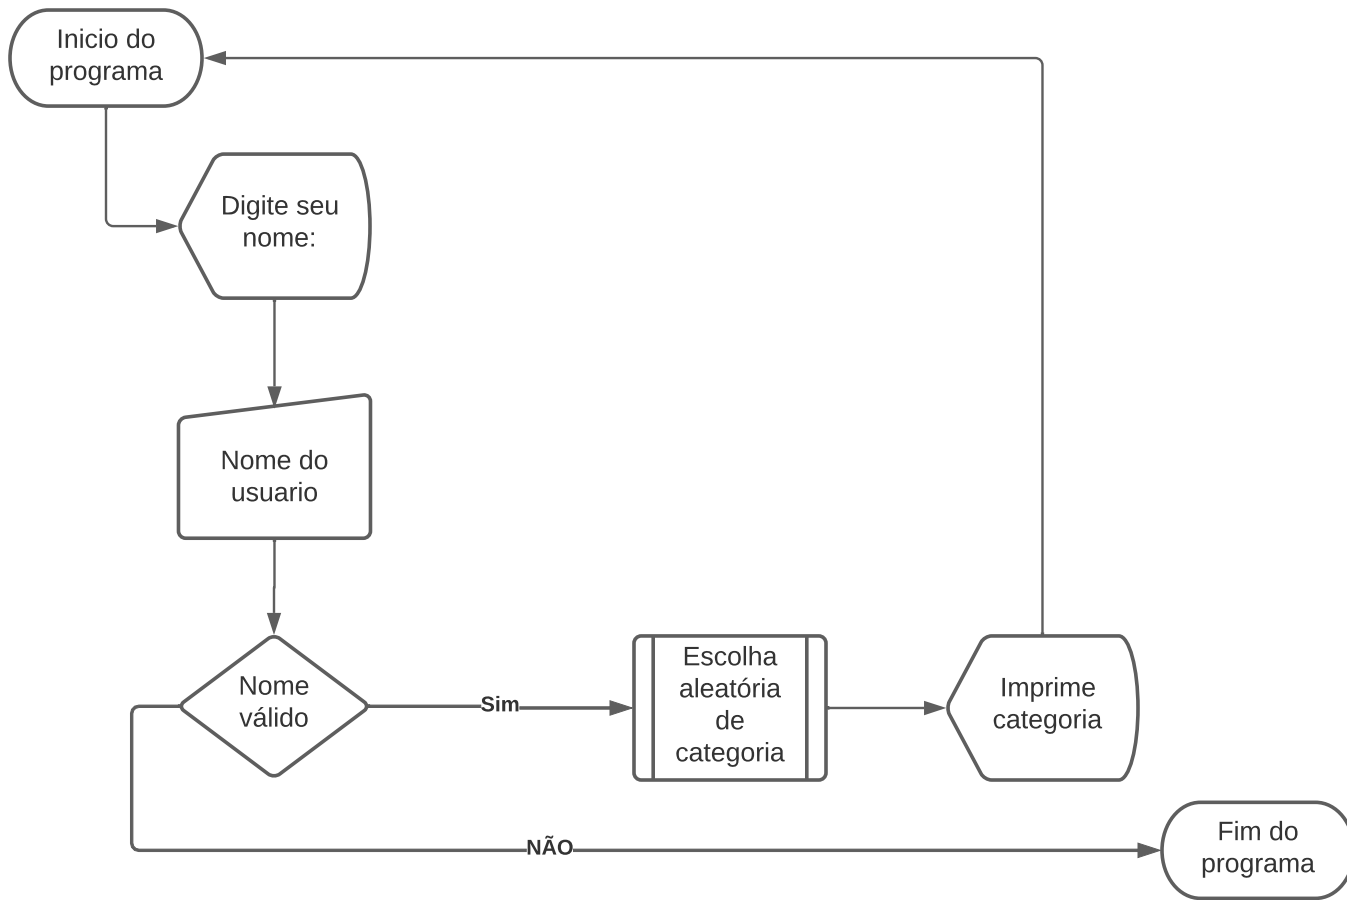 Inicio do
programa
Digite seu
nome:
Nome do
usuario
Nome
válido
Sim
Escolha
aleatória
de
categoria
Imprime
categoria
NÃO
Fim do
programa